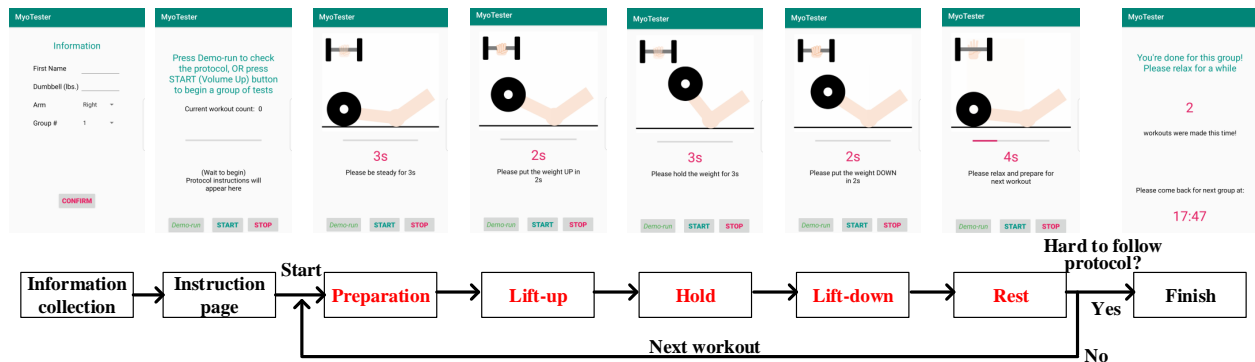 MyoTester
Information
First Name
Dumbbell (lbs.)
Arm
Right
Group #
1
CONFIRM
MyoTester
Press Demo-run to check
the protocol, OR press
START (Volume Up) button
to begin a group of tests
Current workout count: 0
(Wait to begin)
Protocol instructions will
appear here
Demo-run
START
STOP
MyoTester
3s
Please be steady for 3s
Demo-run
START
STOP
MyoTester
2s
Please put the weight UP in
2s
Demo-run
START
STOP
MyoTester
3s
Please hold the weight for 3s
Demo-run
START
STOP
MyoTester
2s
Please put the weight DOWN
in 2s
Demo-run
START
STOP
MyoTester
4s
Please relax and prepare for
next workout
Demo-run
START
STOP
MyoTester
You're done for this group!
Please relax for a while
2
workouts were made this time!
Please come back for next group at:
17:47
Information
collection
Instruction
page
Start
Preparation
Lift-up
Hold
Lift-down
Rest
Hard to follow
protocol?
Yes
Finish
Next workout
No